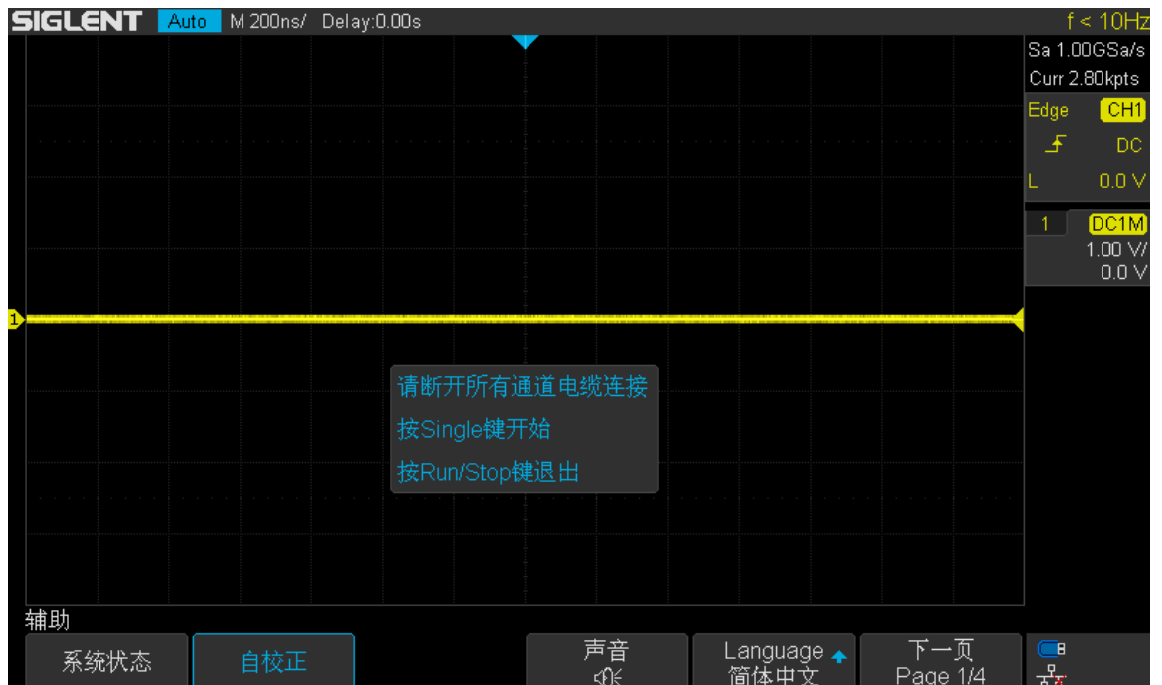 SIGLENT Auto M 200ns/ Delay:0.00s f < 10Hz
Sa 1.00GSa/s
Curr 2.80kpts
Edge CH1
DC
L 0.0 V
1 DC1M
1.00 V/
0.0 V
1
请断开所有通道电缆连接
按Single键开始
按Run/Stop键退出
辅助
系统状态
自校正
声音
Language
简体中文
下一页
Page 1/4